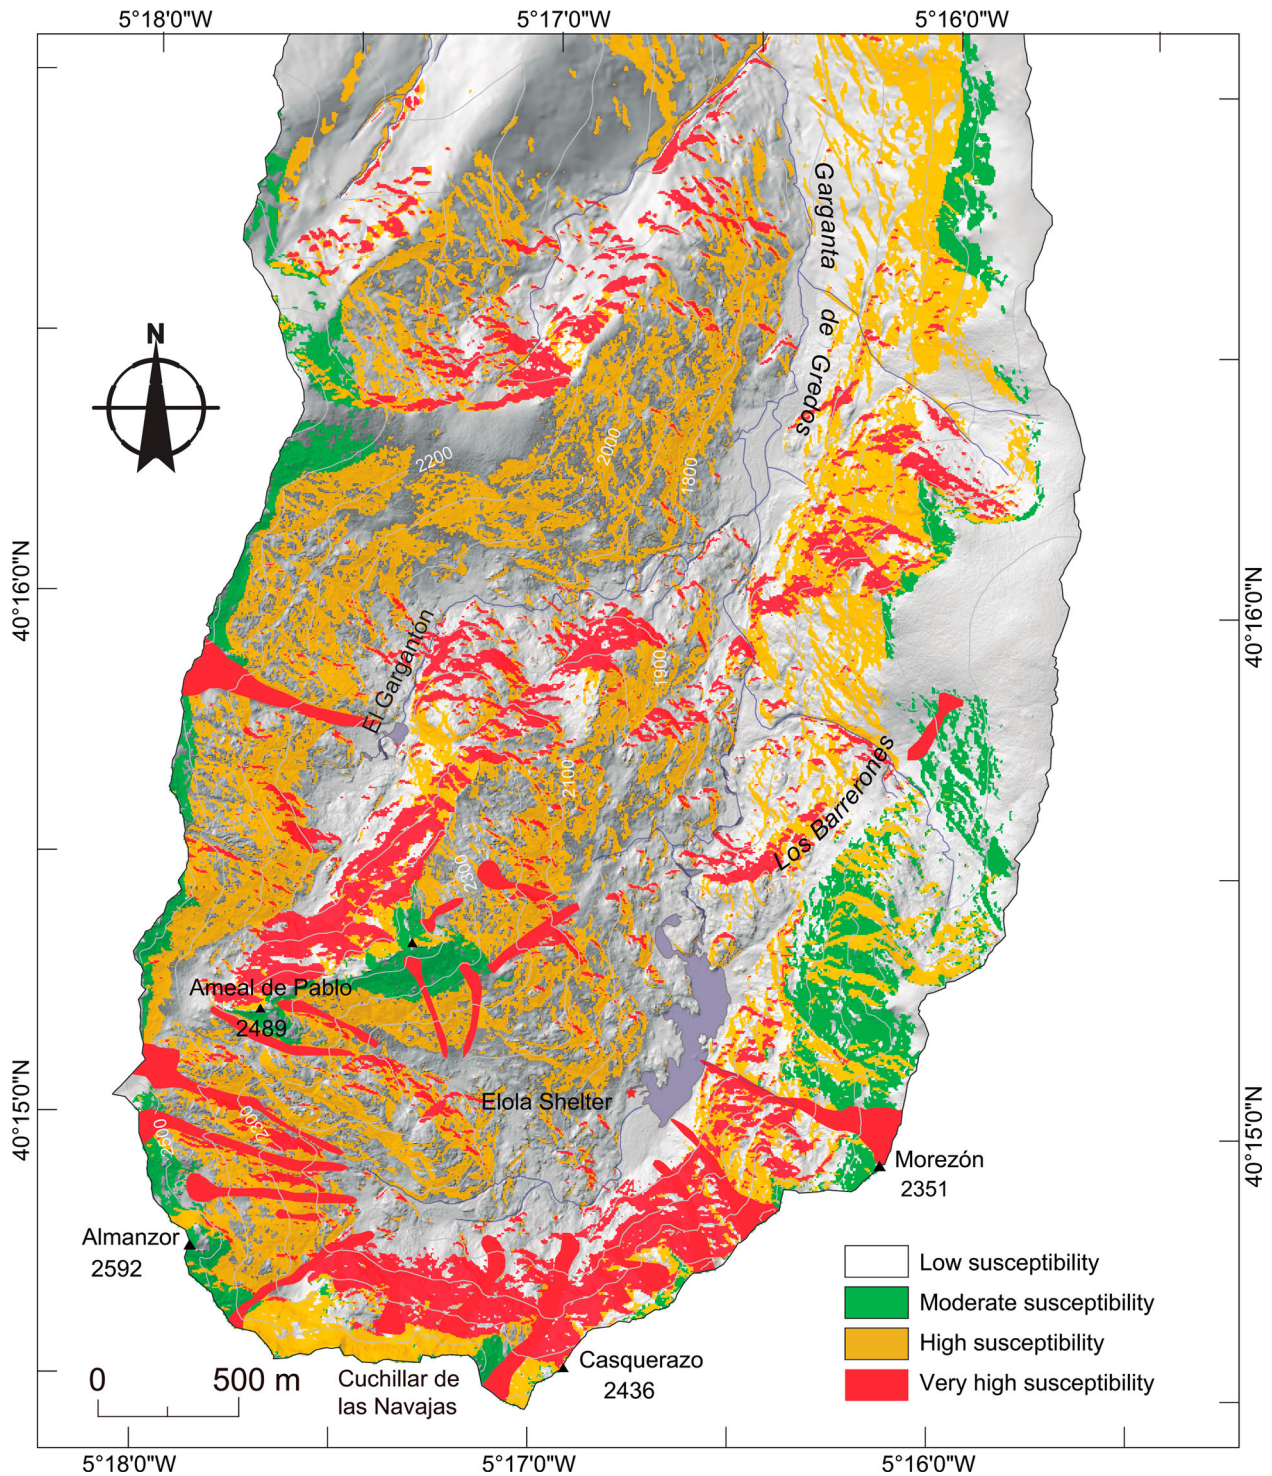 5°18'0"W
5°17'0"W
5°16'0"W
Garganta de Gredos
N
2200
2000
1800
40°16'0"N
40°16'0"N
El Gargantón
1900
2100
Los Barrerones
2300
Ameal de Pablo
2489
Elola Shelter
2300
2500
40°15'0"N
40°15'0"N
Morezón
2351
Almanzor
2592
Low susceptibility
Moderate susceptibility
High susceptibility
Very high susceptibility
Casquerazo
2436
0 500 m
Cuchillar de
las Navajas
5°18'0"W
5°17'0"W
5°16'0"W